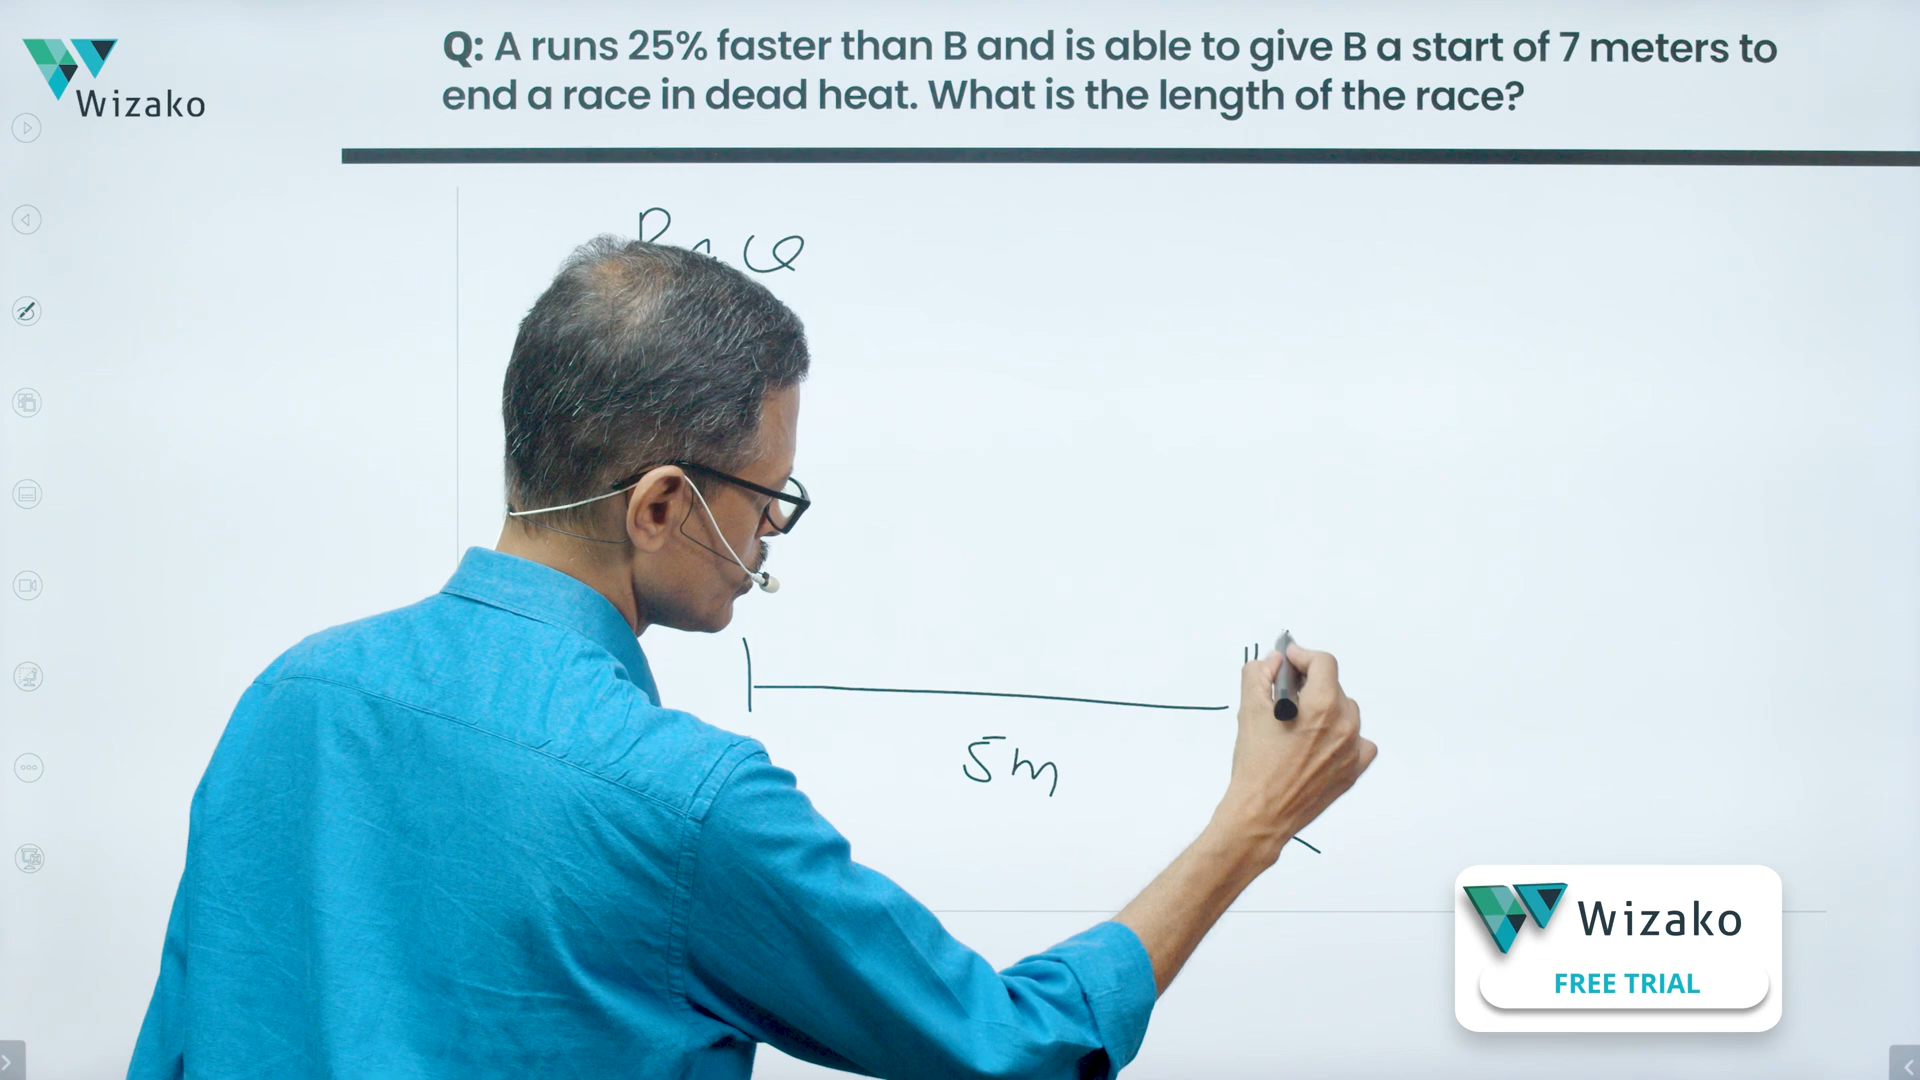 Wizako
Q: A runs 25% faster than B and is able to give B a start of 7 meters to
end a race in dead heat. What is the length of the race?
Race
5m
Wizako
FREE TRIAL